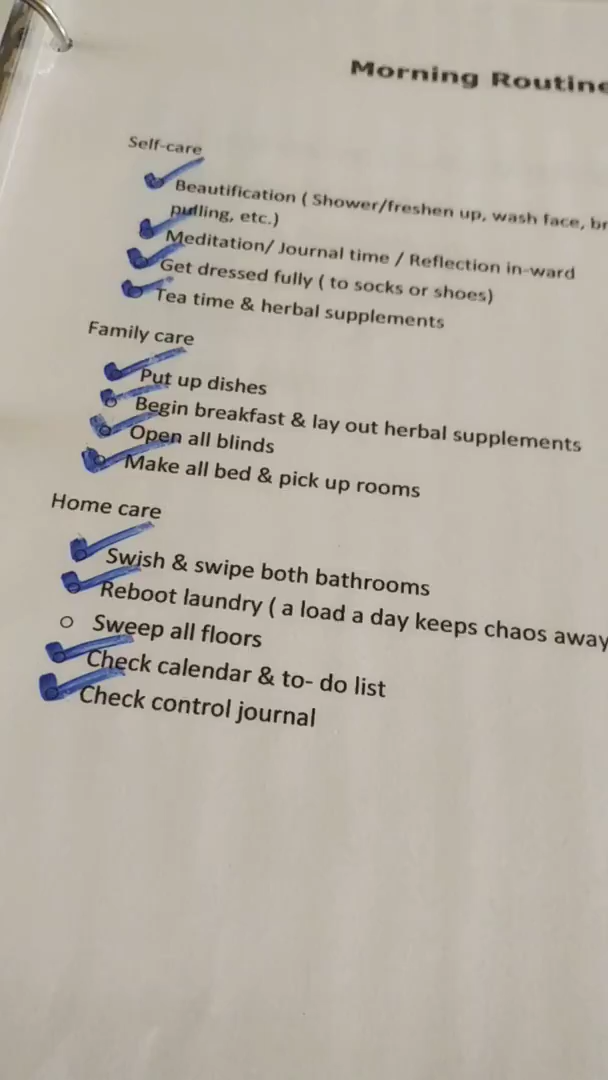 Morning Routine
Self-care
Beautification ( Shower/freshen up, wash face,
pulling, etc.)
Meditation/ Journal time / Reflection in-ward
Get dressed fully ( to socks or shoes)
Tea time & herbal supplements
Family care
Put up dishes
Begin breakfast & lay out herbal supplements
Open all blinds
Make all bed & pick up rooms
Home care
Swish & swipe both bathrooms
Reboot laundry ( a load a day keeps chaos away
Sweep all floors
Check calendar & to- do list
Check control journal